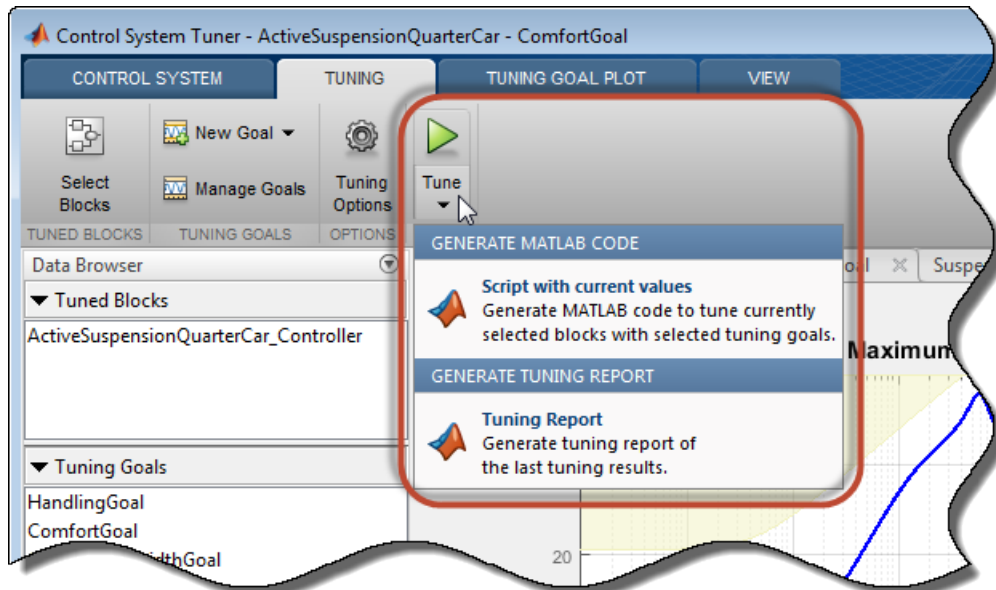 Control System Tuner - ActiveSuspensionQuarterCar - ComfortGoal
CONTROL SYSTEM
TUNING
TUNING GOAL PLOT
VIEW
Select
Blocks
New Goal
Manage Goals
Tuning
Options
Tune
TUNED BLOCKS
TUNING GOALS
OPTIONS
GENERATE MATLAB CODE
Script with current values
Generate MATLAB code to tune currently
selected blocks with selected tuning goals.
GENERATE TUNING REPORT
Tuning Report
Generate tuning report of
the last tuning results.
Data Browser
Tuned Blocks
ActiveSuspensionQuarterCar_Controller
Tuning Goals
HandlingGoal
ComfortGoal
Maximum
20